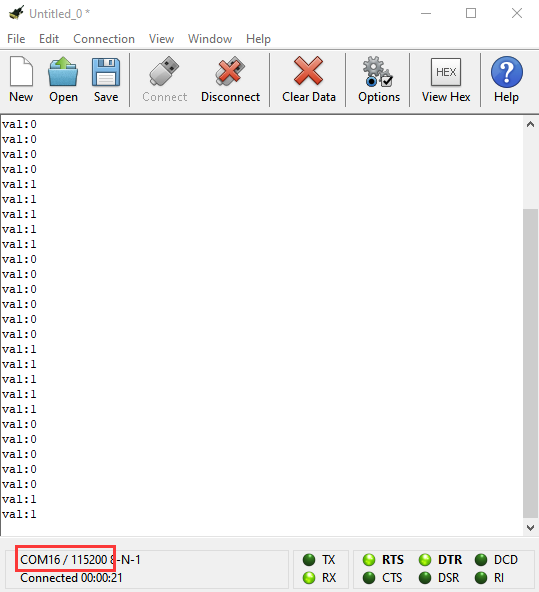 Untitled_0 *
File Edit Connection View Window Help
New Open Save Connect Disconnect Clear Data Options View Hex Help
HEX
val:0
val:0
val:0
val:0
val:1
val:1
val:1
val:1
val:1
val:0
val:0
val:0
val:0
val:0
val:0
val:1
val:1
val:1
val:1
val:1
val:0
val:0
val:0
val:0
val:0
val:1
val:1
COM16 / 115200 8-N-1 TX RTS DTR DCD
Connected 00:00:21 RX CTS DSR RI